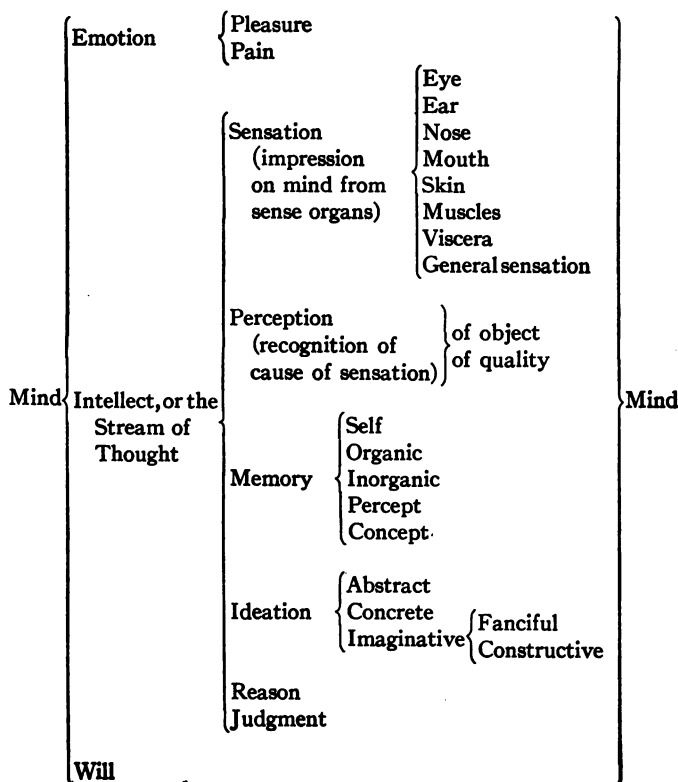 Emotion
Pleasure
Pain
Sensation
(impression
on mind from
sense organs)
Eye
Ear
Nose
Mouth
Skin
Muscles
Viscera
General sensation
Perception
(recognition of
cause of sensation)
of object
of quality
Mind
Intellect, or the
Stream of
Thought
Mind
Memory
Self
Organic
Inorganic
Percept
Concept
Ideation
Abstract
Concrete
Imaginative
Fanciful
Constructive
Reason
Judgment
Will